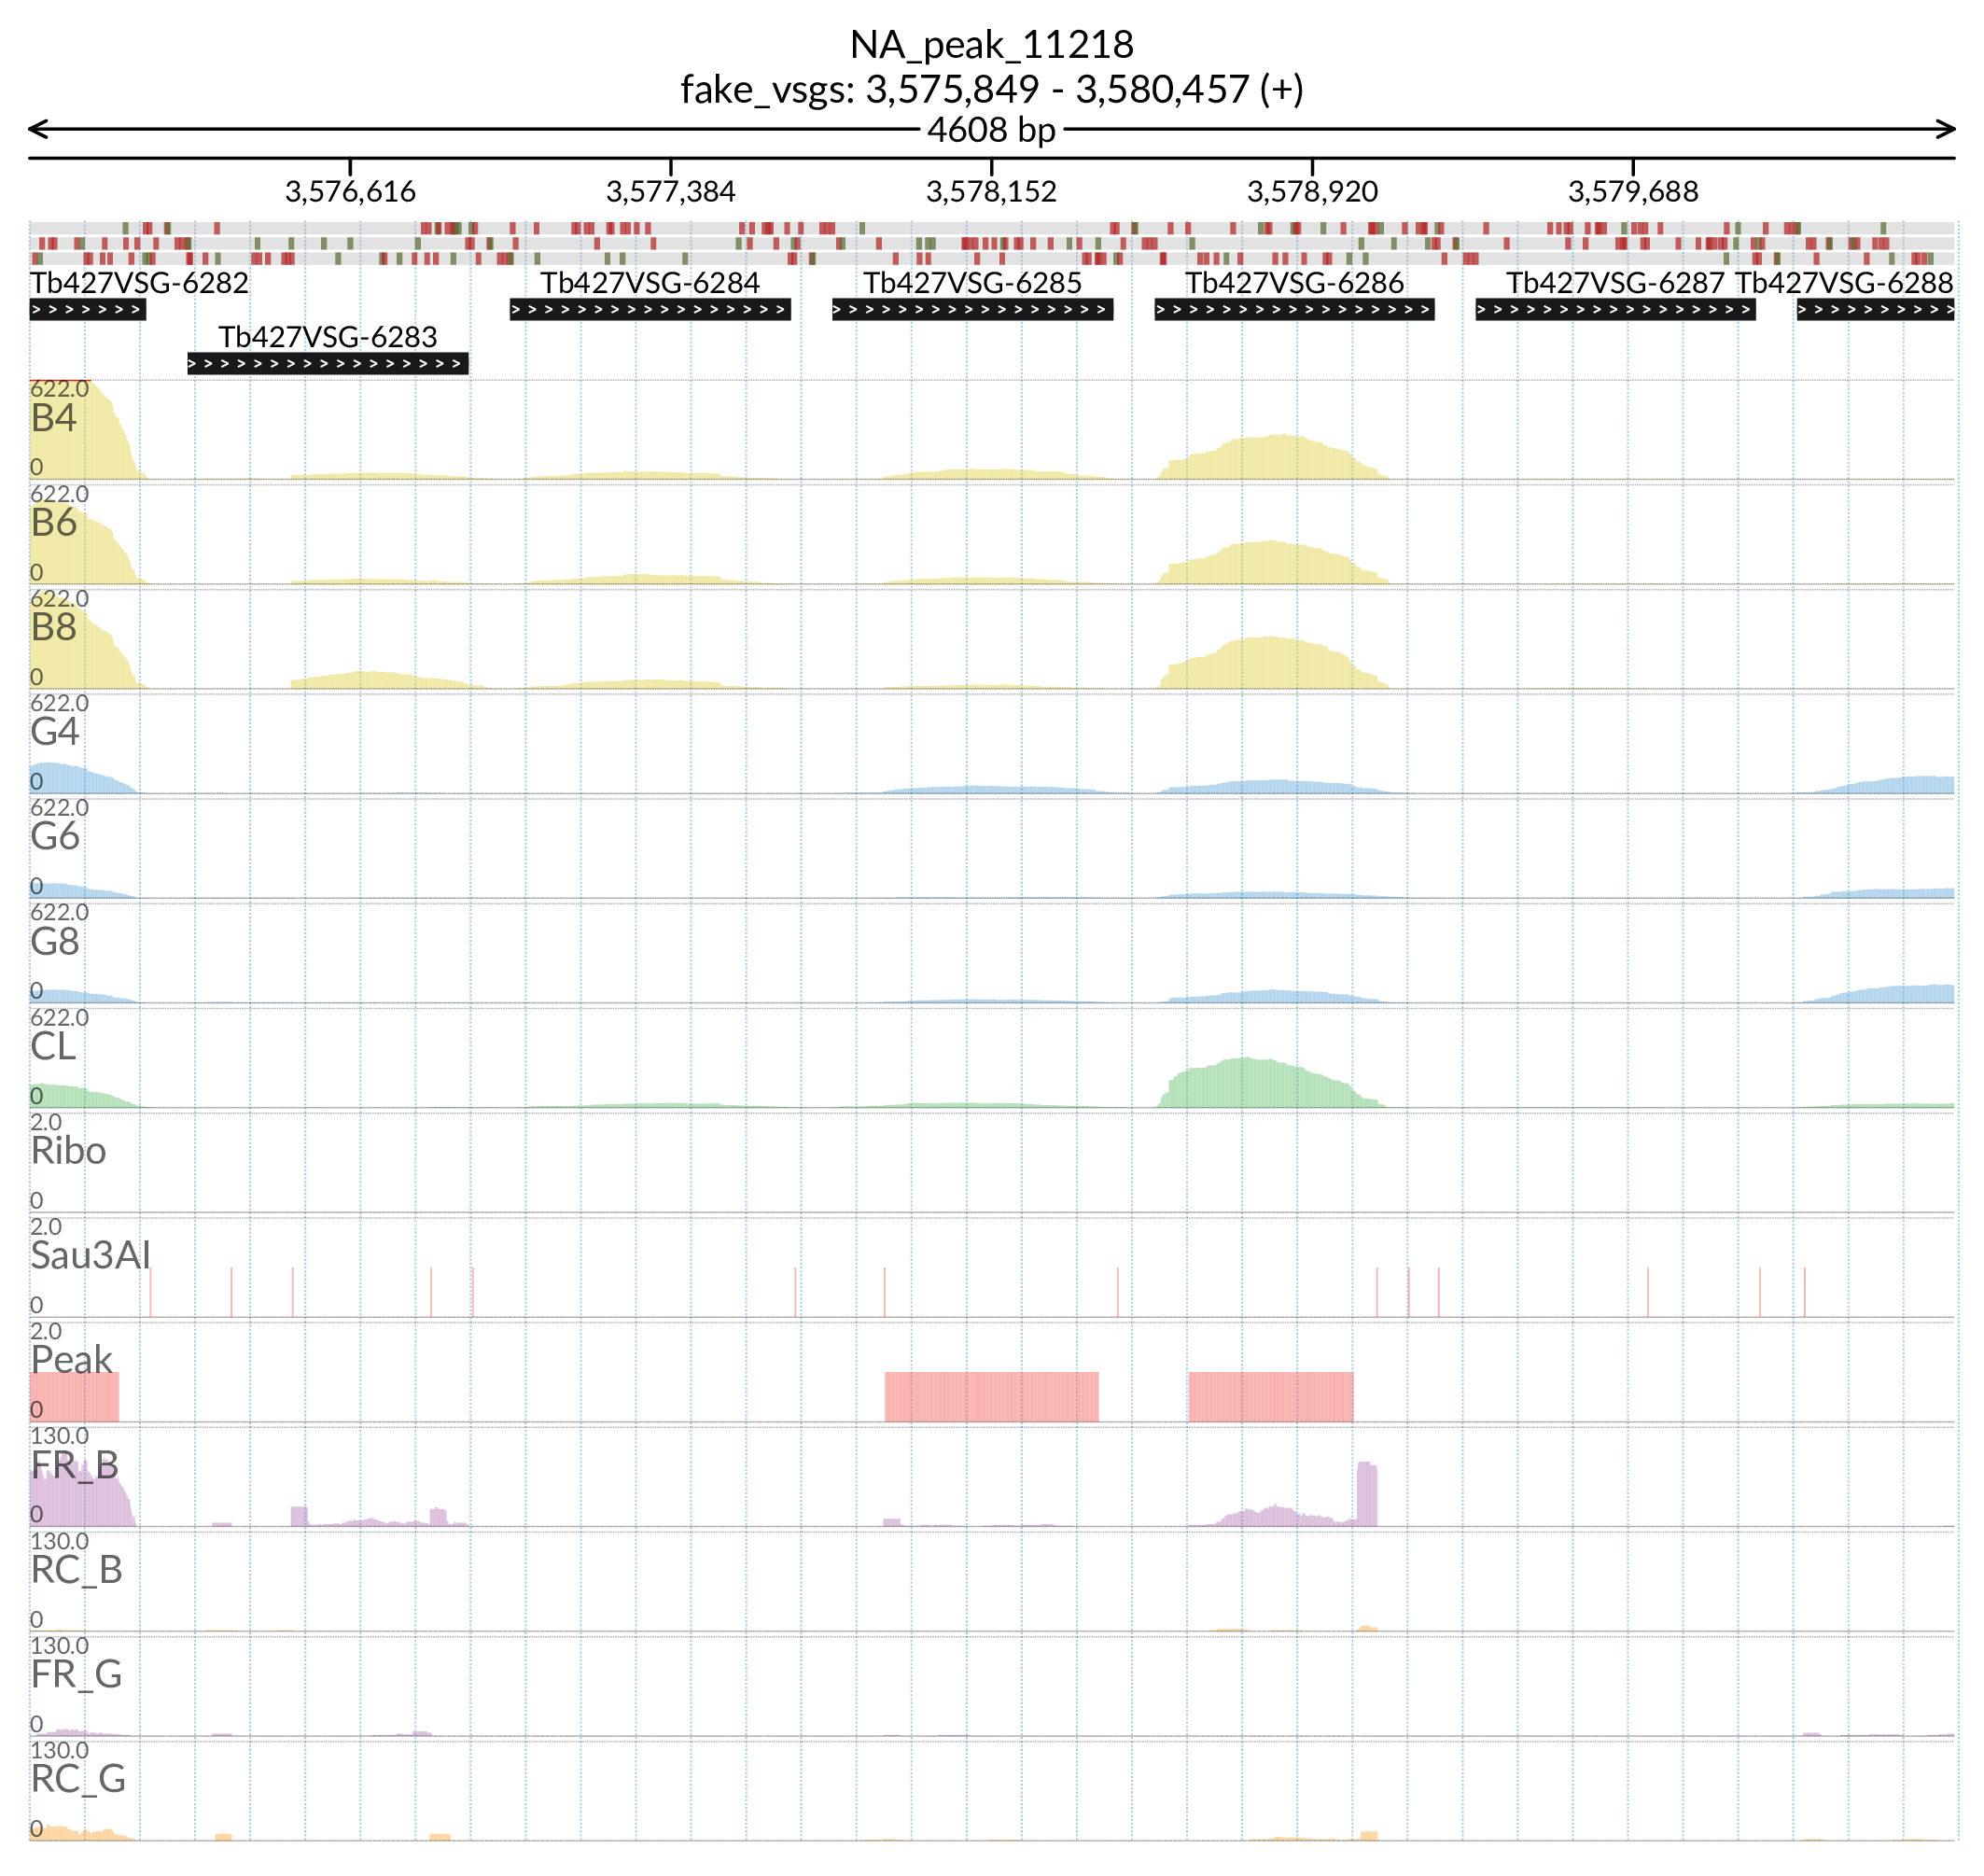 NA_peak_11218
fake_vsgs: 3,575,849 - 3,580,457 (+)
4608 bp
3,576,616 3,577,384 3,578,152 3,578,920 3,579,688
Tb427VSG-6282 Tb427VSG-6284 Tb427VSG-6285 Tb427VSG-6286 Tb427VSG-6287 Tb427VSG-6288
Tb427VSG-6283
622.0
B4
0
622.0
B6
0
622.0
B8
0
622.0
G4
0
622.0
G6
0
622.0
G8
0
622.0
CL
0
2.0
Ribo
0
2.0
Sau3AI
0
2.0
Peak
0
130.0
FR_B
0
130.0
RC_B
0
130.0
FR_G
0
130.0
RC_G
0